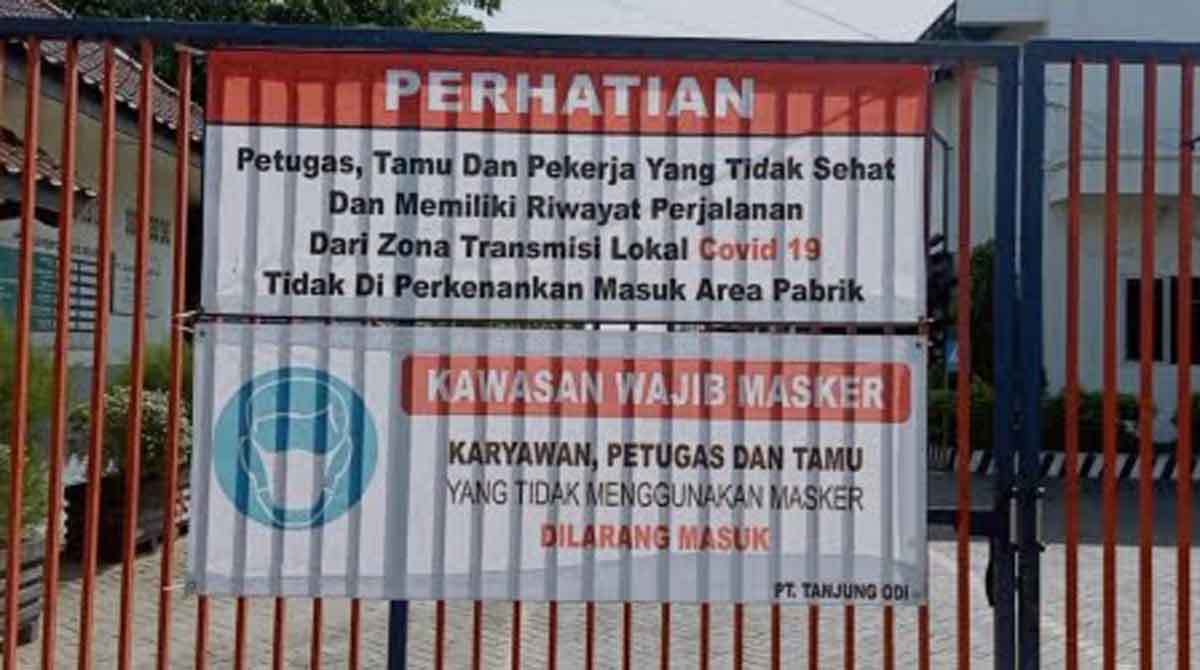 PERHATIAN
Petugas, Tamu Dan Pekerja Yang Tidak Sehat
Dan Memiliki Riwayat Perjalanan
Dari Zona Transmisi Lokal Covid 19
Tidak Di Perkenankan Masuk Area Pabrik
KAWASAN WAJIB MASKER
KARYAWAN, PETUGAS DAN TAMU
YANG TIDAK MENGGUNAKAN MASKER
DILARANG MASUK
PT. TANJUNG ODI